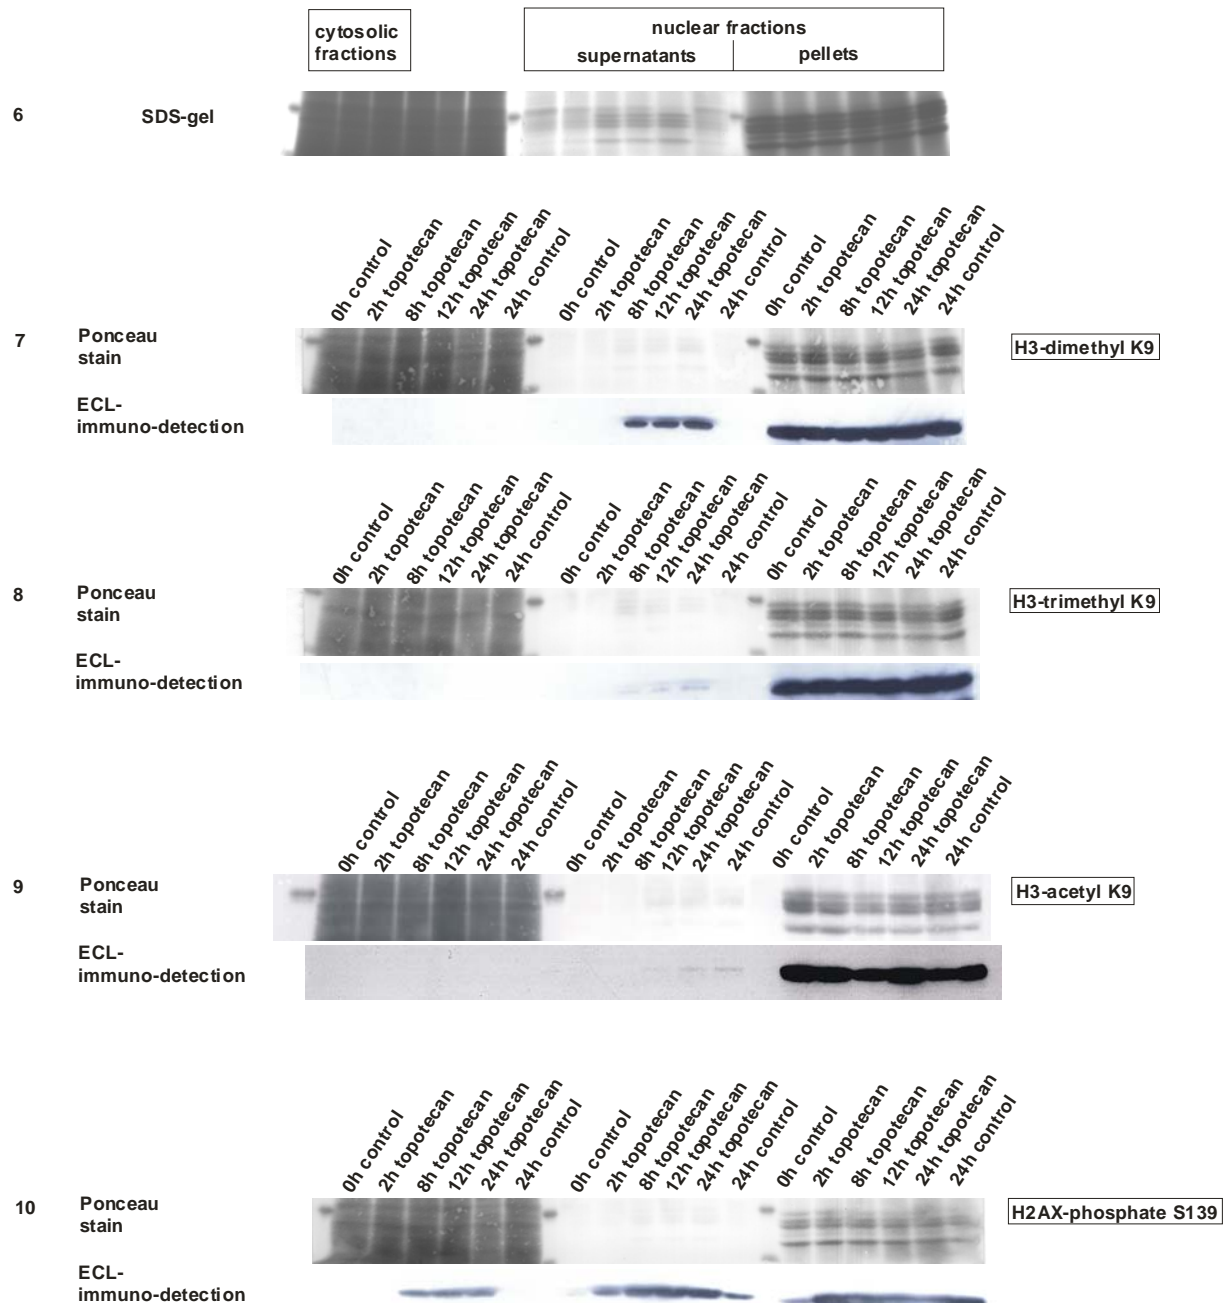 cytosolic
fractions
nuclear fractions
supernatants
pellets
6
SDS-gel
0h control
2h topotecan
8h topotecan
12h topotecan
24h topotecan
24h control
0h control
2h topotecan
8h topotecan
12h topotecan
24h topotecan
24h control
0h control
2h topotecan
8h topotecan
12h topotecan
24h topotecan
24h control
7
Ponceau
stain
H3-dimethyl K9
ECL-
immuno-detection
0h control
2h topotecan
8h topotecan
12h topotecan
24h topotecan
24h control
0h control
2h topotecan
8h topotecan
12h topotecan
24h topotecan
24h control
0h control
2h topotecan
8h topotecan
12h topotecan
24h topotecan
24h control
8
Ponceau
stain
H3-trimethyl K9
ECL-
immuno-detection
0h control
2h topotecan
8h topotecan
12h topotecan
24h topotecan
24h control
0h control
2h topotecan
8h topotecan
12h topotecan
24h topotecan
24h control
0h control
2h topotecan
8h topotecan
12h topotecan
24h topotecan
24h control
9
Ponceau
stain
H3-acetyl K9
ECL-
immuno-detection
0h control
2h topotecan
8h topotecan
12h topotecan
24h topotecan
24h control
0h control
2h topotecan
8h topotecan
12h topotecan
24h topotecan
24h control
0h control
2h topotecan
8h topotecan
12h topotecan
24h topotecan
24h control
10
Ponceau
stain
H2AX-phosphate S139
ECL-
immuno-detection